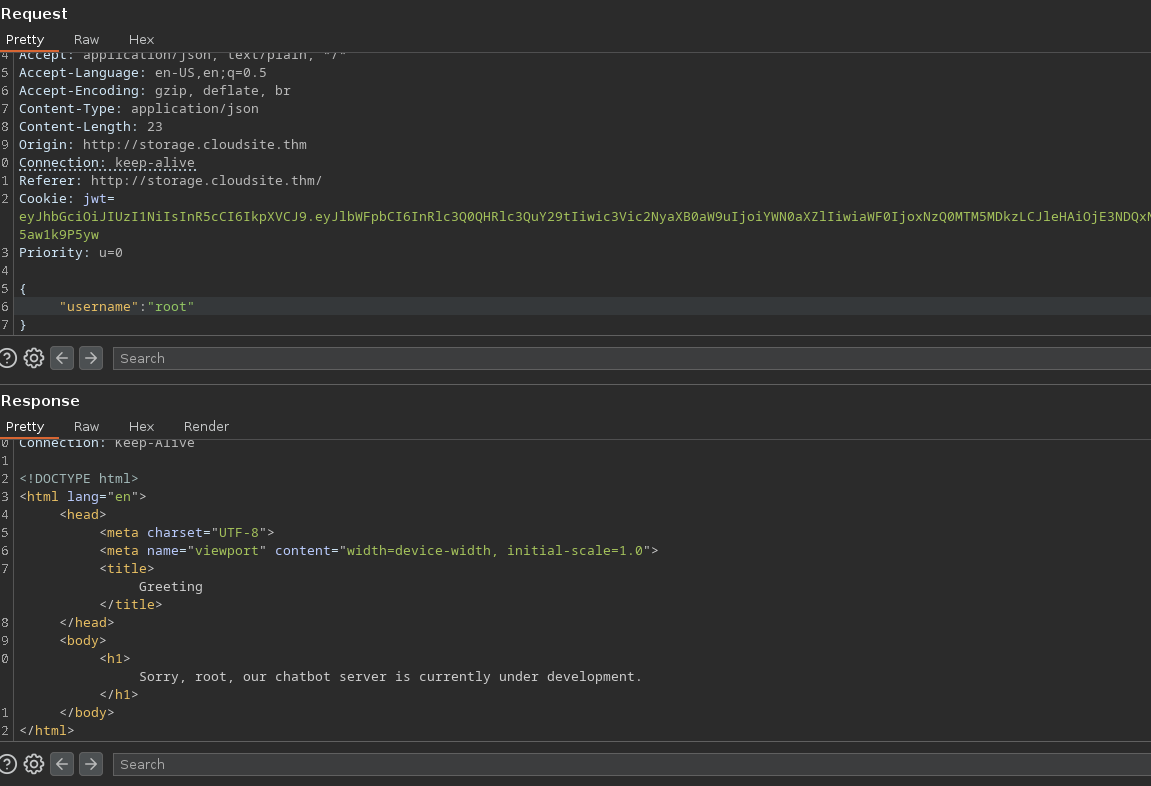 Request
Pretty Raw Hex
4 Accept: application/json, text/plain, */*
5 Accept-Language: en-US,en;q=0.5
6 Accept-Encoding: gzip, deflate, br
7 Content-Type: application/json
8 Content-Length: 23
9 Origin: http://storage.cloudsite.thm
0 Connection: keep-alive
1 Referer: http://storage.cloudsite.thm/
2 Cookie: jwt=
eyJhbGciOiJIUzI1NiIsInR5cCI6IkpXVCJ9.eyJlbWFpbCI6InRlc3Q0QHRlc3QuY29tIiwic3Vic2NyaXB0aW9uIjoiYWN0aXZlIiwiaWF0IjoxNzQ0MTM5MDkzLCJleHAiOjE3NDQx
5aw1k9P5yw
3 Priority: u=0
4
5 {
6 "username":"root"
7 }
? Search
Response
Pretty Raw Hex Render
0 Connection: Keep-Alive
1
2 <!DOCTYPE html>
3 <html lang="en">
4 <head>
5 <meta charset="UTF-8">
6 <meta name="viewport" content="width=device-width, initial-scale=1.0">
7 <title>
Greeting
</title>
8 </head>
9 <body>
0 <h1>
Sorry, root, our chatbot server is currently under development.
</h1>
1 </body>
2 </html>
? Search